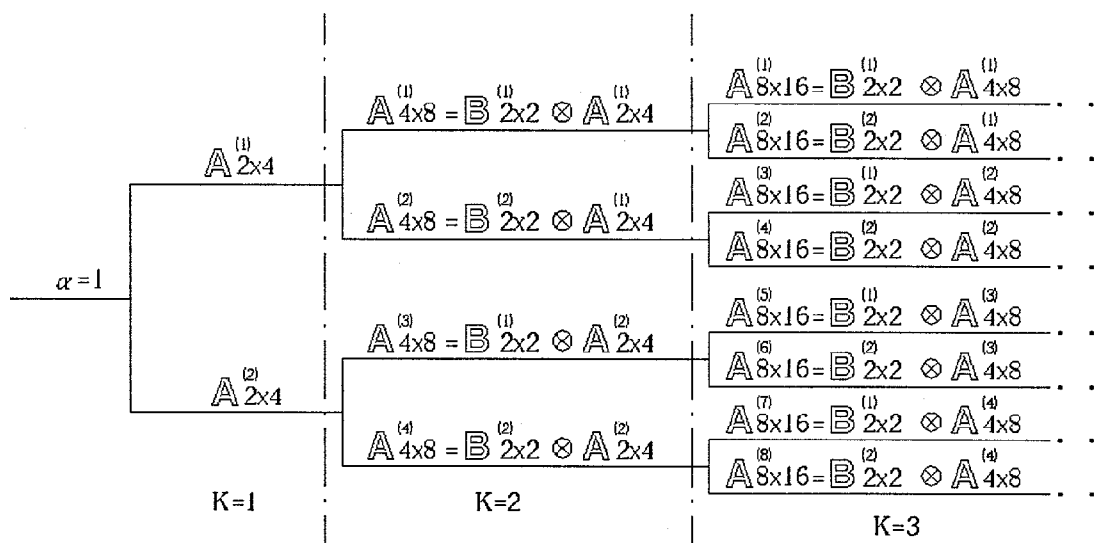 α=1
A(1)2x4
A(2)2x4
K=1
A(1)4x8 = B(1)2x2 ⊗ A(1)2x4
A(2)4x8 = B(2)2x2 ⊗ A(1)2x4
A(3)4x8 = B(1)2x2 ⊗ A(2)2x4
A(4)4x8 = B(2)2x2 ⊗ A(2)2x4
K=2
A(1)8x16= B(1)2x2 ⊗ A(1)4x8
A(2)8x16= B(2)2x2 ⊗ A(1)4x8
A(3)8x16= B(1)2x2 ⊗ A(2)4x8
A(4)8x16= B(2)2x2 ⊗ A(2)4x8
A(5)8x16= B(1)2x2 ⊗ A(3)4x8
A(6)8x16= B(2)2x2 ⊗ A(3)4x8
A(7)8x16= B(1)2x2 ⊗ A(4)4x8
A(8)8x16= B(2)2x2 ⊗ A(4)4x8
K=3